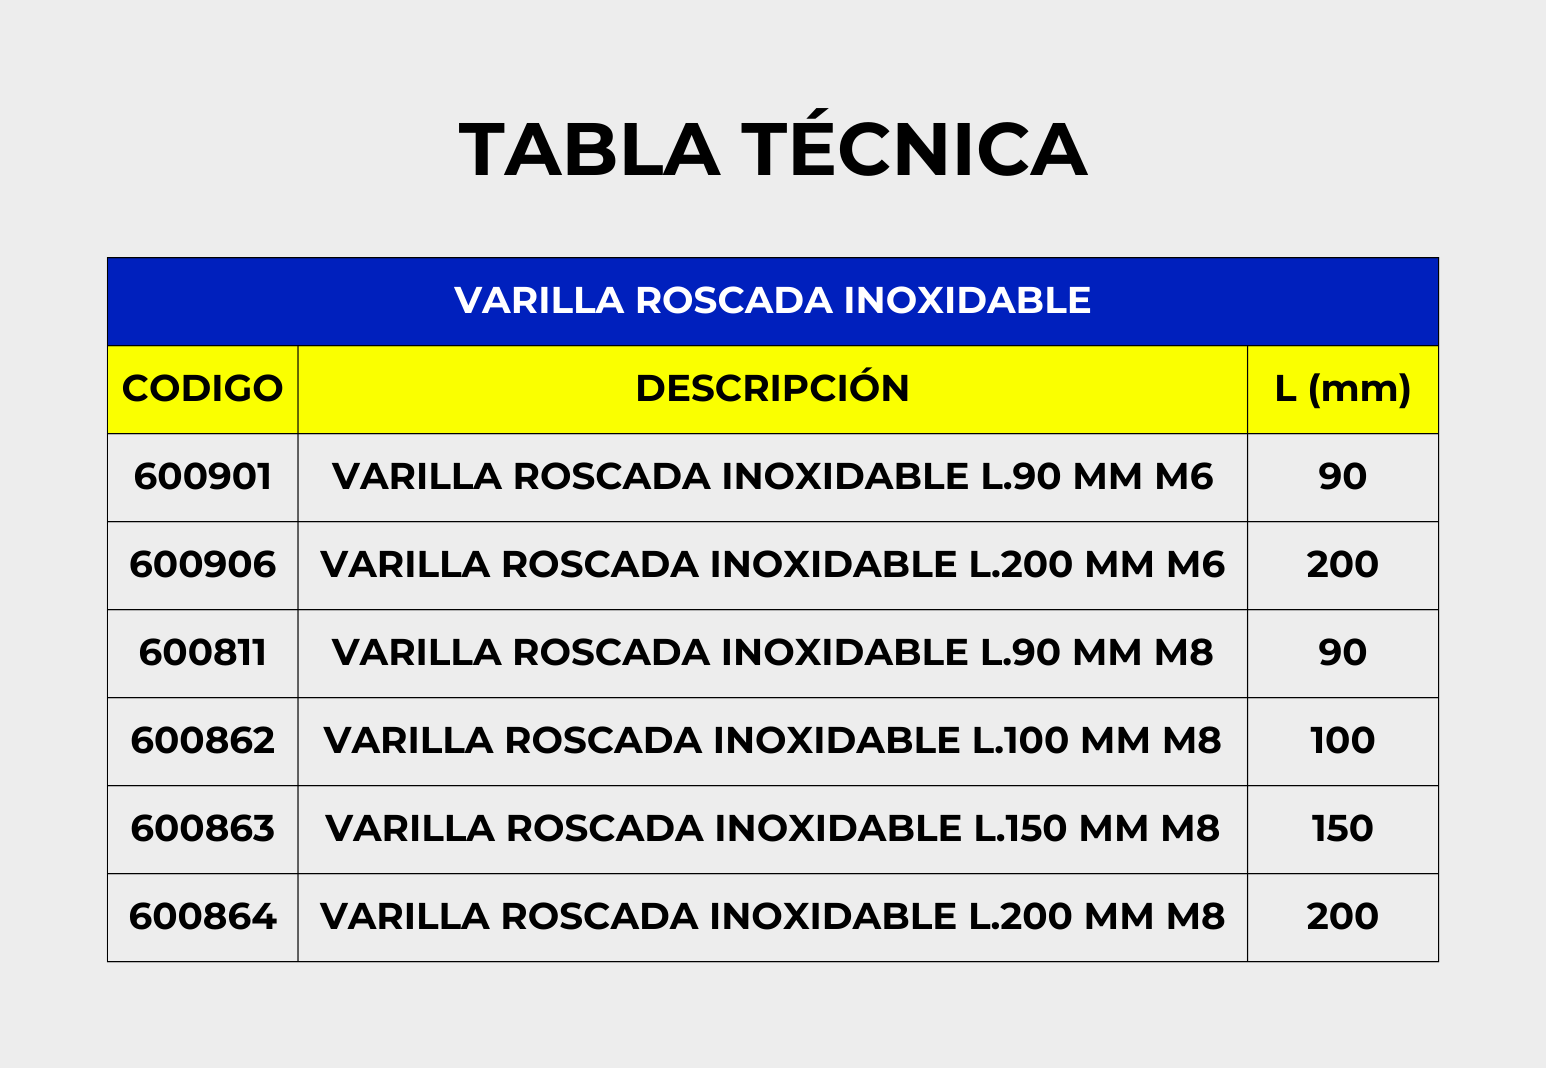 TABLA TÉCNICA
VARILLA ROSCADA INOXIDABLE
CODIGO DESCRIPCIÓN L (mm)
600901 VARILLA ROSCADA INOXIDABLE L.90 MM M6 90
600906 VARILLA ROSCADA INOXIDABLE L.200 MM M6 200
600811 VARILLA ROSCADA INOXIDABLE L.90 MM M8 90
600862 VARILLA ROSCADA INOXIDABLE L.100 MM M8 100
600863 VARILLA ROSCADA INOXIDABLE L.150 MM M8 150
600864 VARILLA ROSCADA INOXIDABLE L.200 MM M8 200